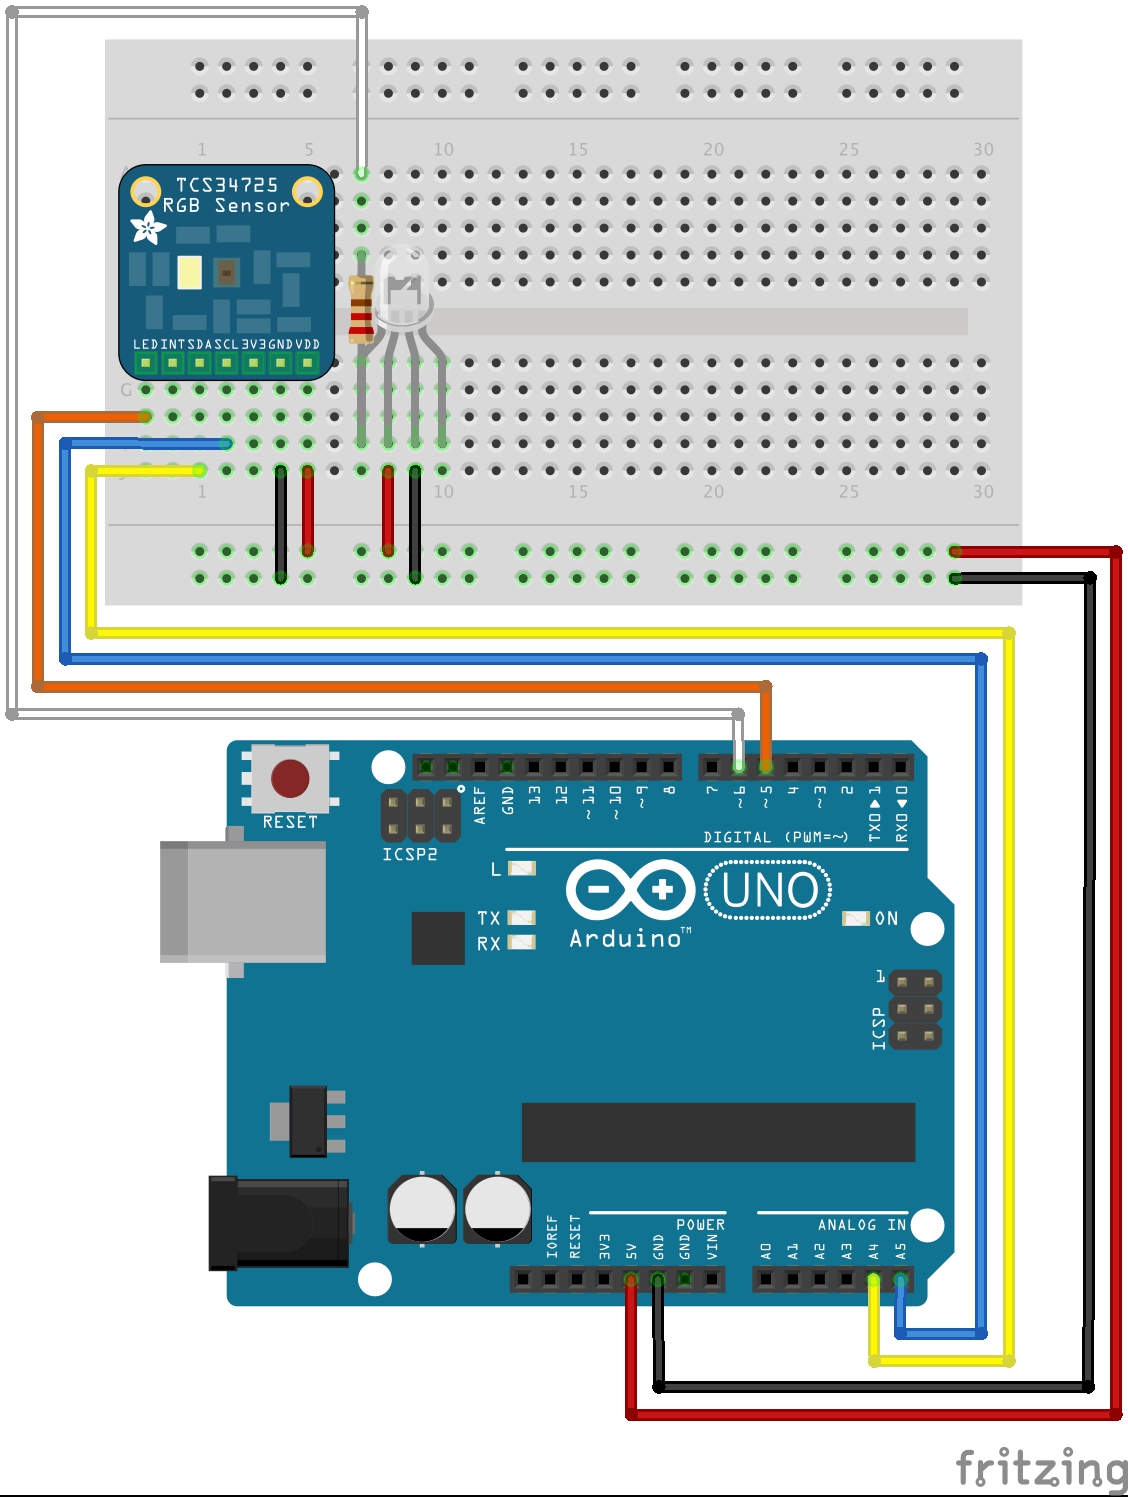 1 5 10 15 20 25 30
TCS34725
RGB Sensor
LED INT SDA SCL 3V3 GND VDD
G
1 10 15 20 25 30
RESET
ICSP2
AREF GND 13 12 ~11 ~10 ~9 8 7 ~6 ~5 4 ~3 2 TX0▶1 RX0◀0
DIGITAL (PWM=~)
L
TX
RX
UNO
Arduino™
ON
1
ICSP
POWER
ANALOG IN
IOREF RESET 3V3 5V GND GND VIN A0 A1 A2 A3 A4 A5
fritzing